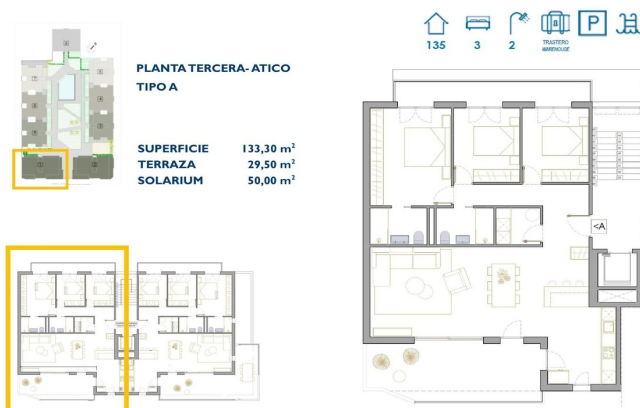 135
3
2
TRASTERO
WAREHOUSE
P
PLANTA TERCERA- ATICO
TIPO A
SUPERFICIE 133,30 m²
TERRAZA 29,50 m²
SOLARIUM 50,00 m²
<A